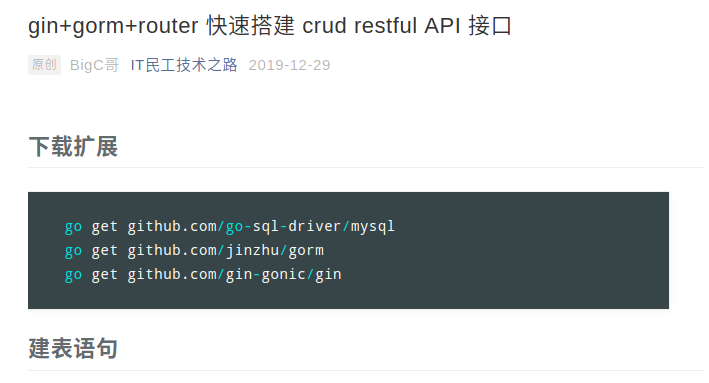 gin+gorm+router 快速搭建 crud restful API 接口
原创 BigC哥 IT民工技术之路 2019-12-29
下载扩展
go get github.com/go-sql-driver/mysql
go get github.com/jinzhu/gorm
go get github.com/gin-gonic/gin
建表语句